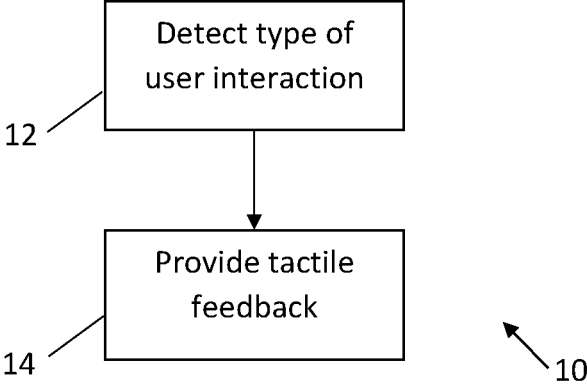 Detect type of
user interaction
12
Provide tactile
feedback
14
10